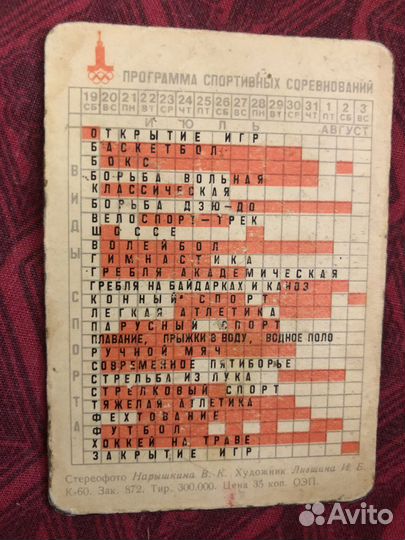 ПРОГРАММА СПОРТИВНЫХ СОРЕВНОВАНИЙ
19 20 21 22 23 24 25 26 27 28 29 30 31 1 2 3
СБ ВС ПН ВТ СР ЧТ ПТ СБ ВС ПН ВТ СР ЧТ ПТ СБ ВС
ИЮЛЬ АВГУСТ
ВИДЫ СПОРТА
ОТКРЫТИЕ ИГР
БАСКЕТБОЛ
БОКС
БОРЬБА ВОЛЬНАЯ
КЛАССИЧЕСКАЯ
БОРЬБА ДЗЮ-ДО
ВЕЛОСПОРТ-ТРЕК
ШОССЕ
ВОЛЕЙБОЛ
ГИМНАСТИКА
ГРЕБЛЯ АКАДЕМИЧЕСКАЯ
ГРЕБЛЯ НА БАЙДАРКАХ И КАНОЭ
КОННЫЙ СПОРТ
ЛЕГКАЯ АТЛЕТИКА
ПАРУСНЫЙ СПОРТ
ПЛАВАНИЕ, ПРЫЖКИ В ВОДУ, ВОДНОЕ ПОЛО
РУЧНОЙ МЯЧ
СОВРЕМЕННОЕ ПЯТИБОРЬЕ
СТРЕЛЬБА ИЗ ЛУКА
СТРЕЛКОВЫЙ СПОРТ
ТЯЖЕЛАЯ АТЛЕТИКА
ФЕХТОВАНИЕ
ФУТБОЛ
ХОККЕЙ НА ТРАВЕ
ЗАКРЫТИЕ ИГР
Стереофото Нарышкина В. К. Художник Лившина И. Б.
К-60. Зак. 872. Тир. 300.000. Цена 35 коп. ОЭП.
Avito